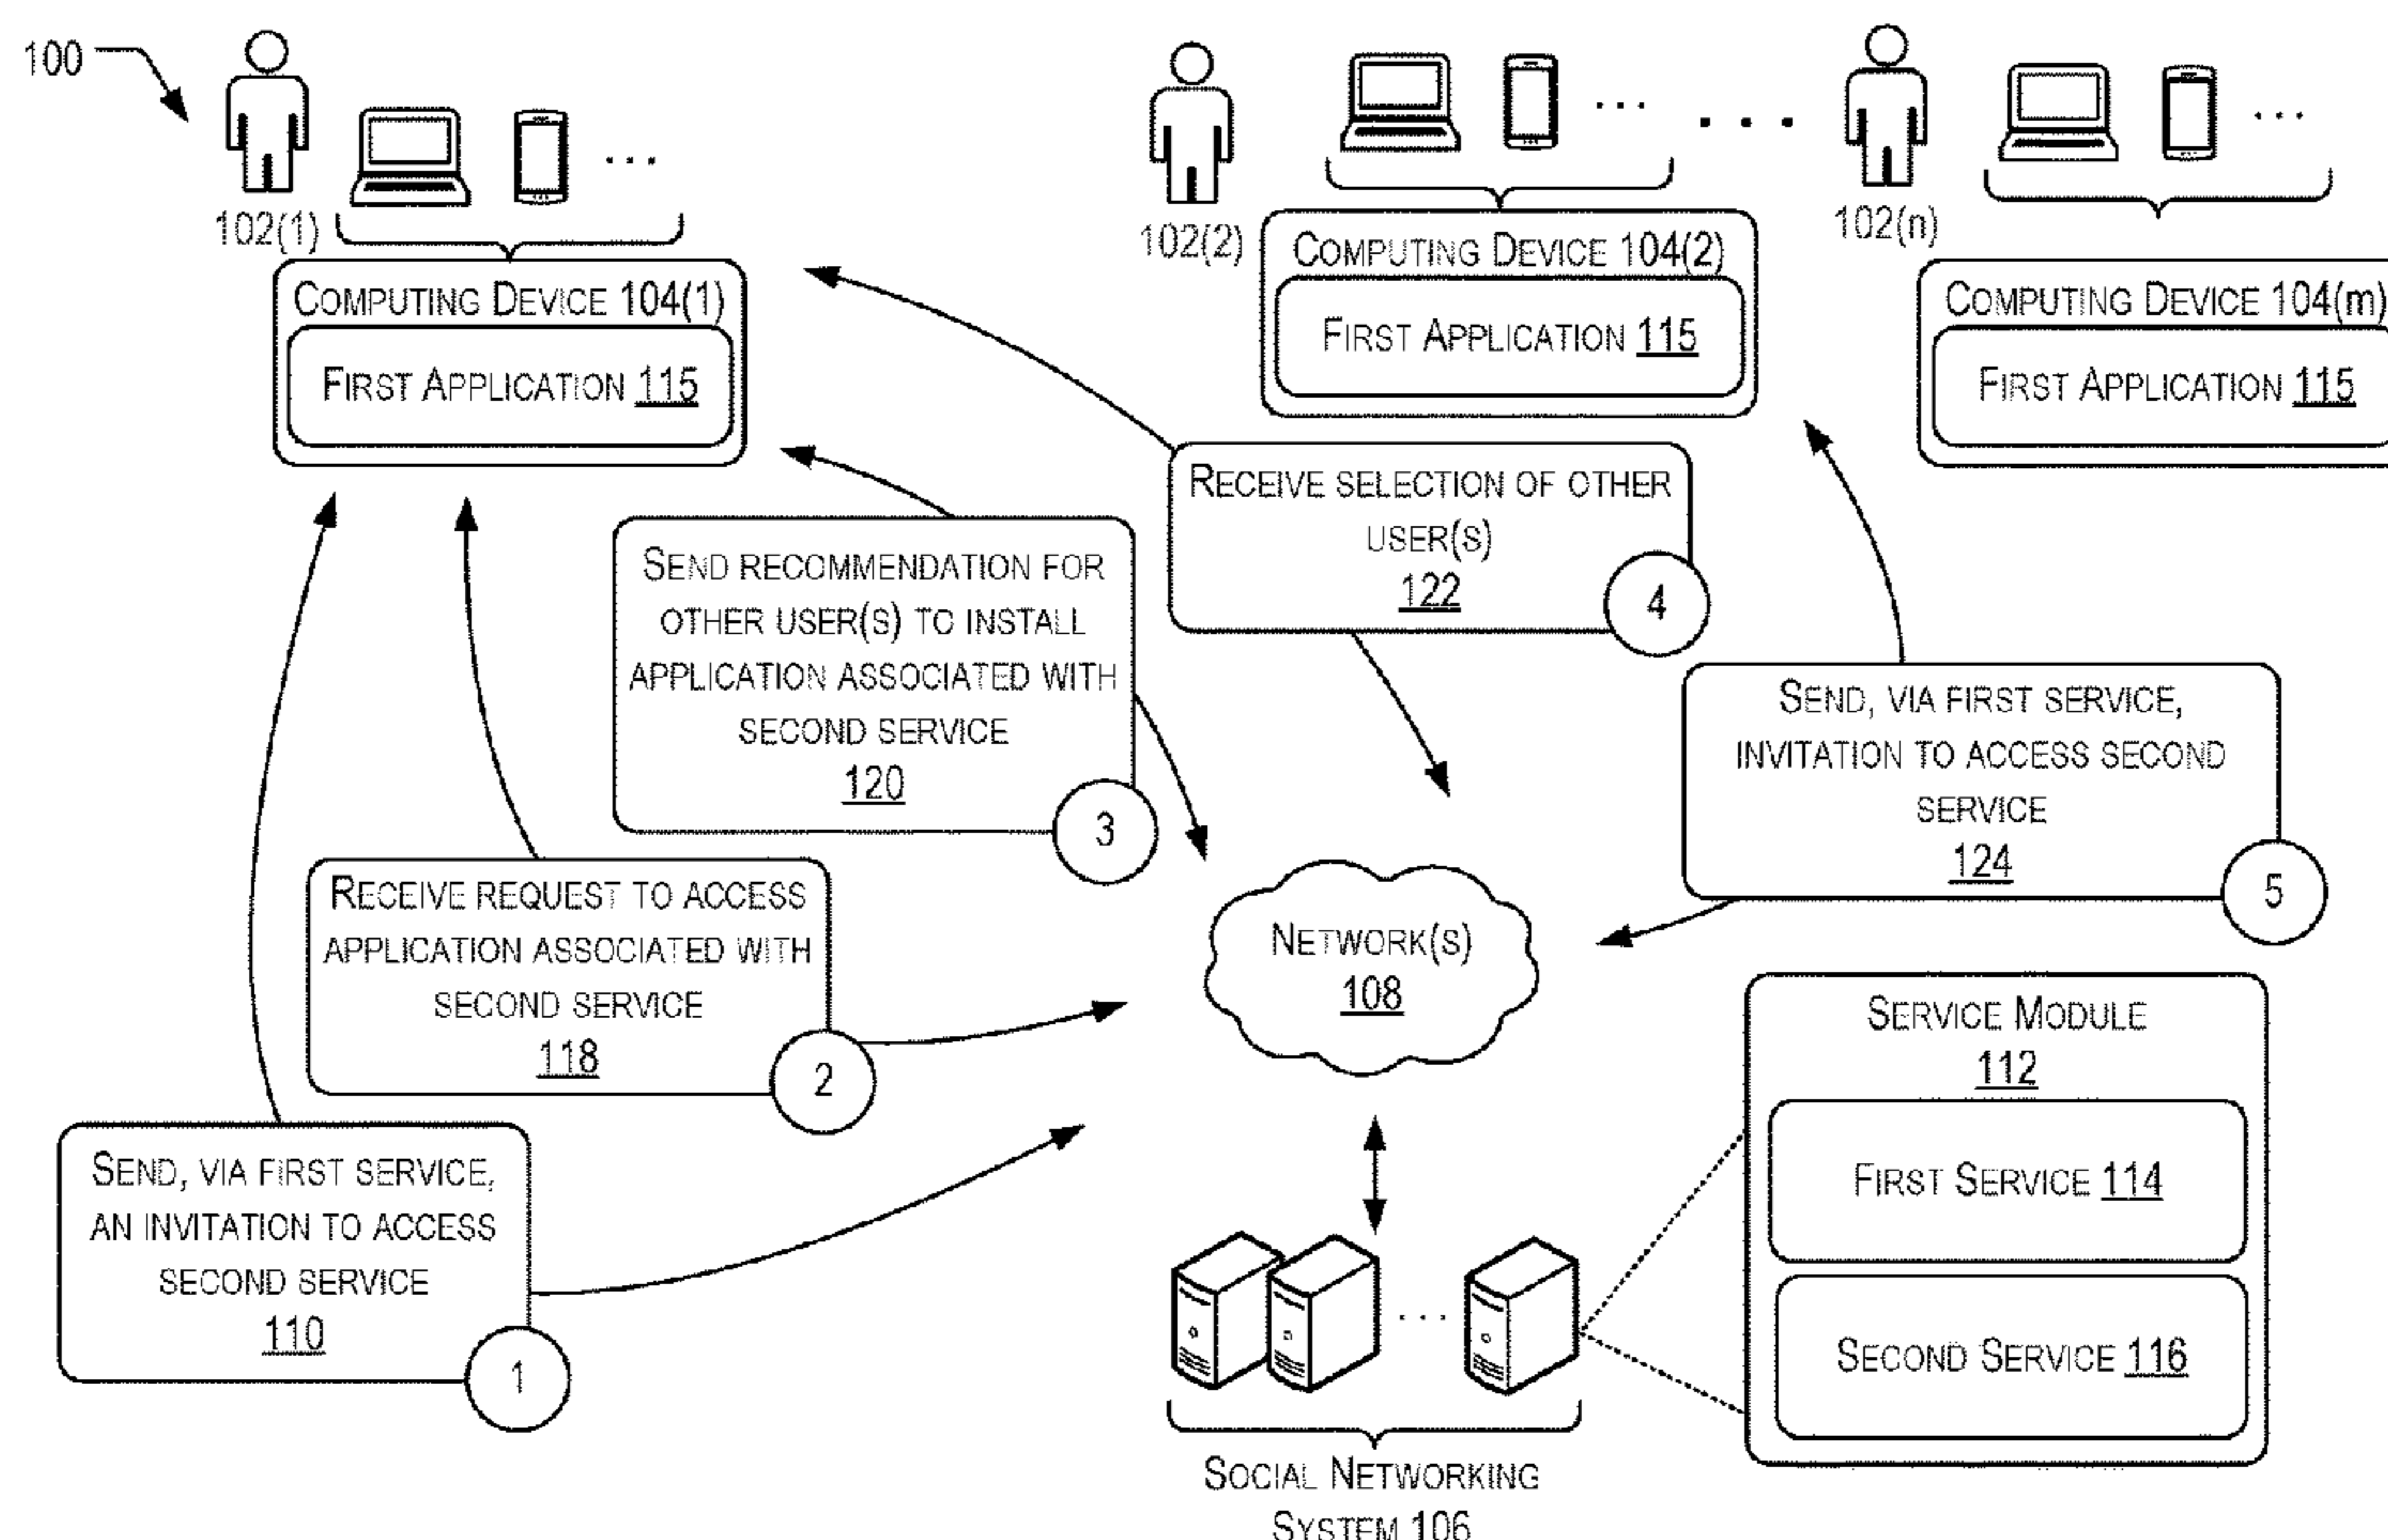 100
102(1)
COMPUTING DEVICE 104(1)
FIRST APPLICATION 115
102(2)
COMPUTING DEVICE 104(2)
FIRST APPLICATION 115
102(n)
COMPUTING DEVICE 104(m)
FIRST APPLICATION 115
SEND, VIA FIRST SERVICE,
AN INVITATION TO ACCESS
SECOND SERVICE
110
1
RECEIVE REQUEST TO ACCESS
APPLICATION ASSOCIATED WITH
SECOND SERVICE
118
2
SEND RECOMMENDATION FOR
OTHER USER(S) TO INSTALL
APPLICATION ASSOCIATED WITH
SECOND SERVICE
120
3
RECEIVE SELECTION OF OTHER
USER(S)
122
4
SEND, VIA FIRST SERVICE,
INVITATION TO ACCESS SECOND
SERVICE
124
5
NETWORK(S)
108
SERVICE MODULE
112
FIRST SERVICE 114
SECOND SERVICE 116
SOCIAL NETWORKING
SYSTEM 106